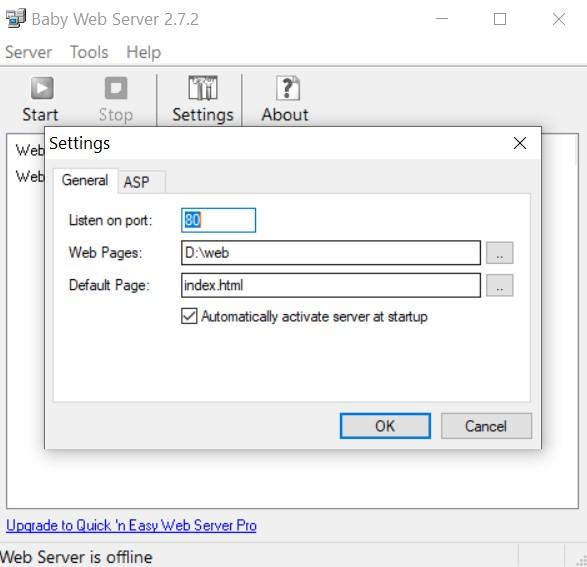 Baby Web Server 2.7.2
Server Tools Help
Start Stop Settings About
Web
Web
Settings
General ASP
Listen on port: 80
Web Pages: D:\web ..
Default Page: index.html ..
Automatically activate server at startup
OK Cancel
Upgrade to Quick 'n Easy Web Server Pro
Web Server is offline